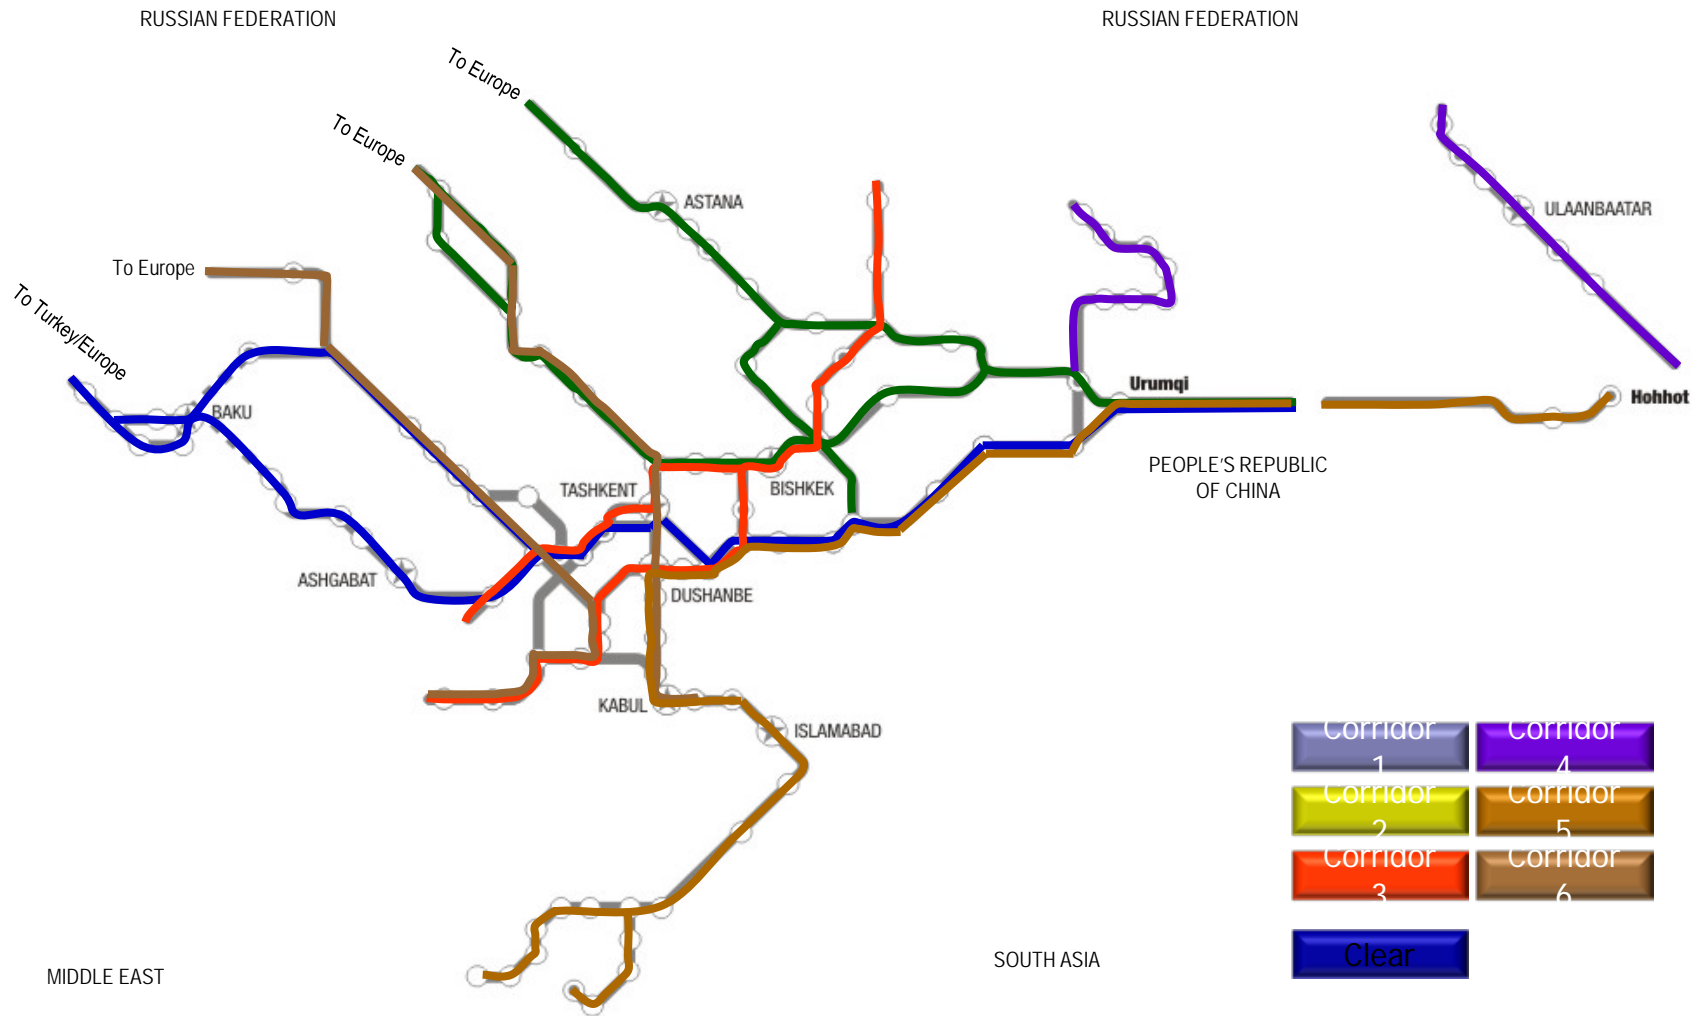 RUSSIAN FEDERATION
RUSSIAN FEDERATION
To Europe
To Europe
ASTANA
ULAANBAATAR
To Europe
To Turkey/Europe
BAKU
Urumqi
Hohhot
PEOPLE'S REPUBLIC
OF CHINA
TASHKENT
BISHKEK
ASHGABAT
DUSHANBE
KABUL
ISLAMABAD
Corridor
1
Corridor
4
Corridor
2
Corridor
5
Corridor
3
Corridor
6
Clear
SOUTH ASIA
MIDDLE EAST